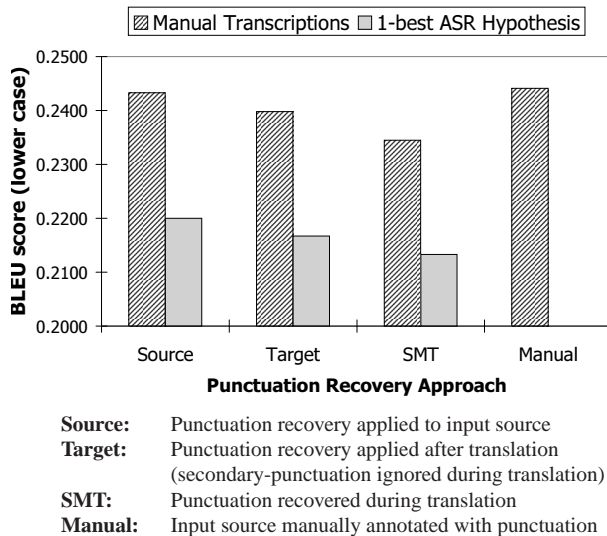 Manual Transcriptions 1-best ASR Hypothesis
0.2500
0.2400
0.2300
0.2200
0.2100
0.2000
BLEU score (lower case)
Source Target SMT Manual
Punctuation Recovery Approach
Source: Punctuation recovery applied to input source
Target: Punctuation recovery applied after translation
(secondary-punctuation ignored during translation)
SMT: Punctuation recovered during translation
Manual: Input source manually annotated with punctuation